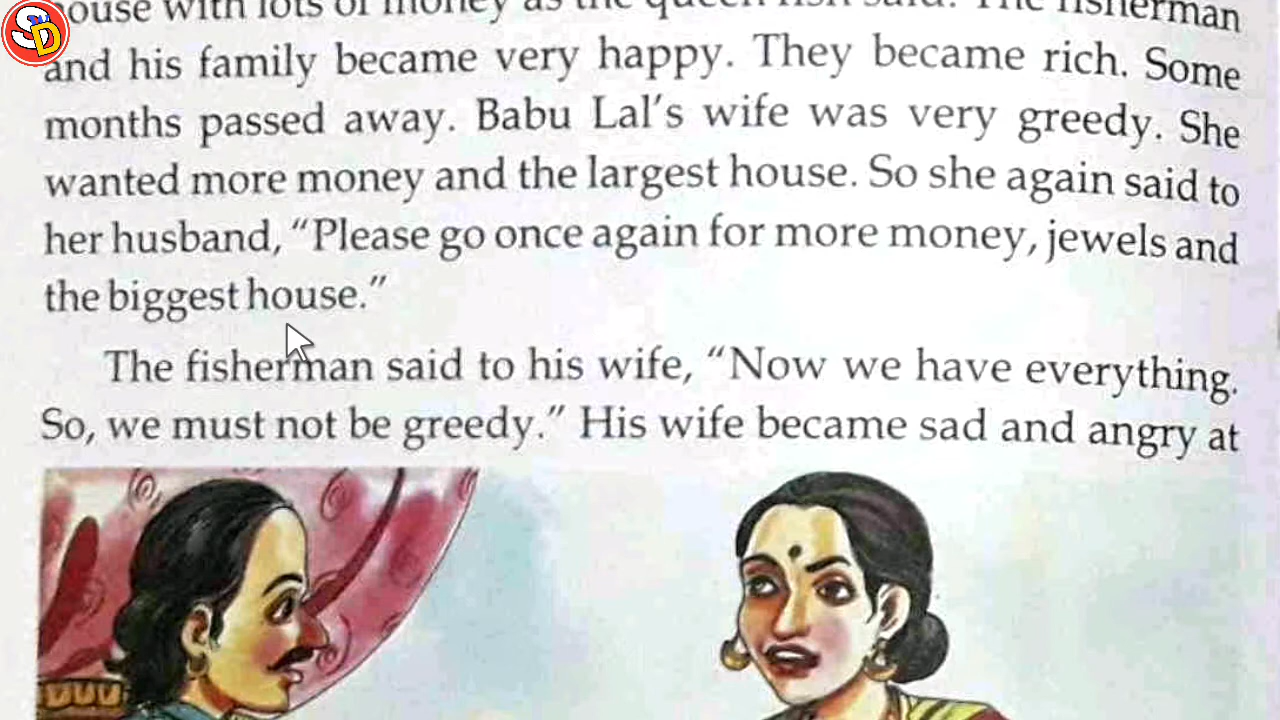 SD
house with lots of money as the queen fish said. The fisherman
and his family became very happy. They became rich. Some
months passed away. Babu Lal's wife was very greedy. She
wanted more money and the largest house. So she again said to
her husband, “Please go once again for more money, jewels and
the biggest house.”
The fisherman said to his wife, “Now we have everything.
So, we must not be greedy.” His wife became sad and angry at